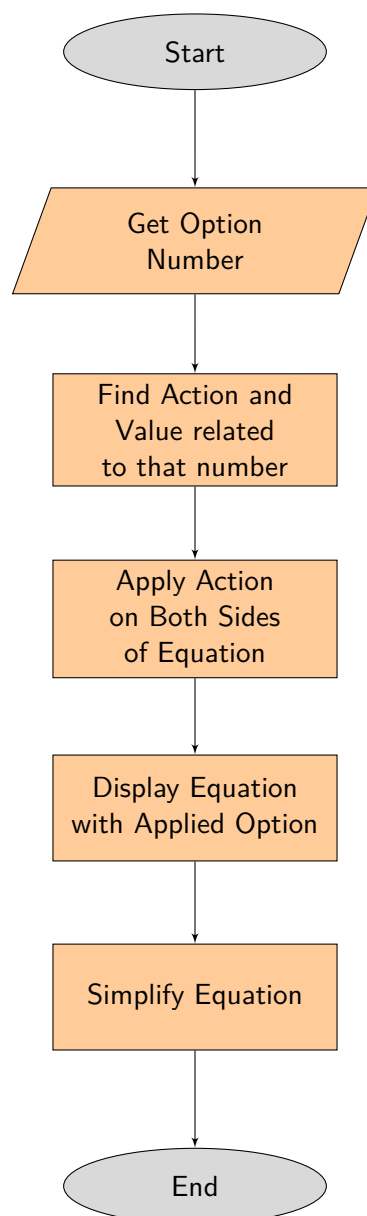 Start
Get Option
Number
Find Action and
Value related
to that number
Apply Action
on Both Sides
of Equation
Display Equation
with Applied Option
Simplify Equation
End